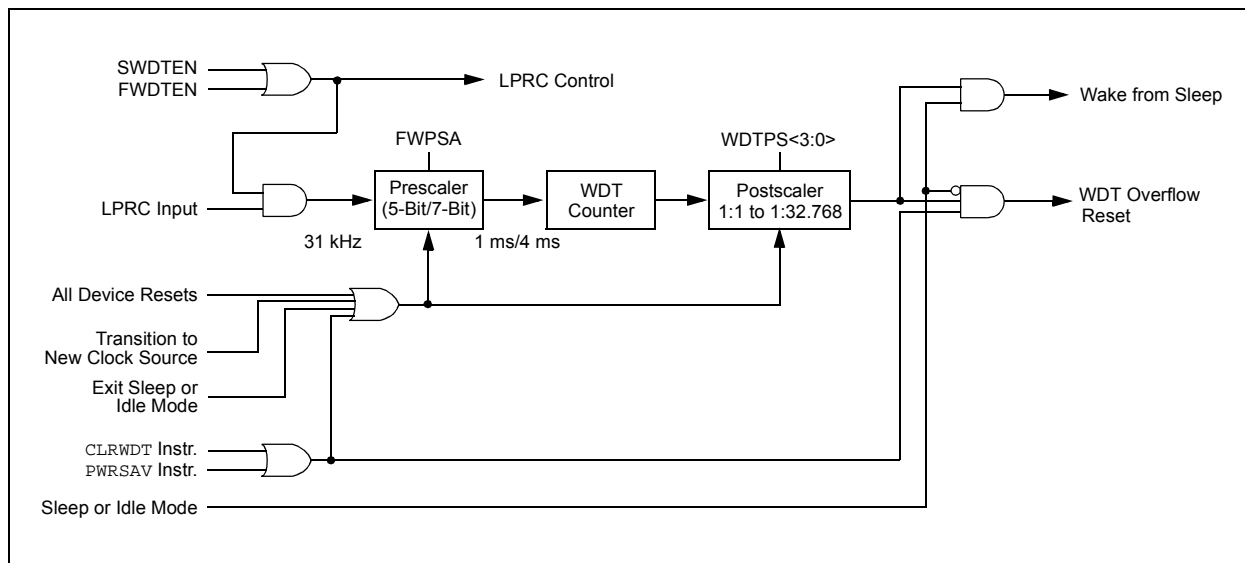 SWDTEN
FWDTEN
LPRC Control
Wake from Sleep
FWPSA
WDTPS<3:0>
LPRC Input
Prescaler
(5-Bit/7-Bit)
WDT
Counter
Postscaler
1:1 to 1:32.768
WDT Overflow
Reset
31 kHz
1 ms/4 ms
All Device Resets
Transition to
New Clock Source
Exit Sleep or
Idle Mode
CLRWDT Instr.
PWRSAV Instr.
Sleep or Idle Mode